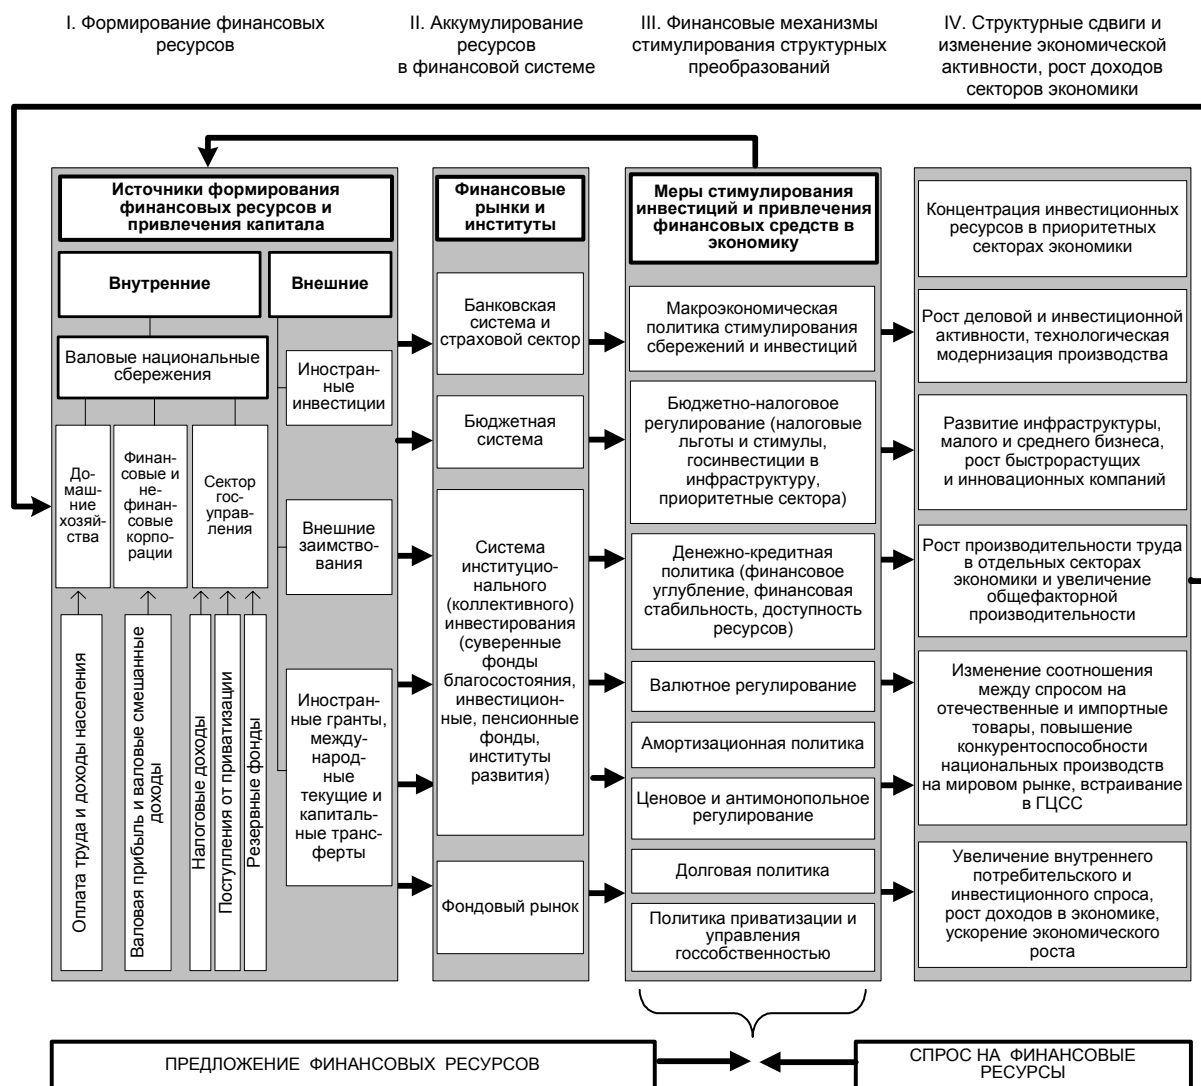 I. Формирование финансовых
ресурсов
II. Аккумулирование
ресурсов
в финансовой системе
III. Финансовые механизмы
стимулирования структурных
преобразований
IV. Структурные сдвиги и
изменение экономической
активности, рост доходов
секторов экономики
Источники формирования
финансовых ресурсов и
привлечения капитала
Внутренние
Внешние
Валовые национальные
сбережения
До-
маш-
ние
хозяй-
ства
Финан-
совые и
не-
финан-
совые
корпо-
рации
Сектор
гос-
управ-
ления
Оплата труда и доходы населения
Валовая прибыль и валовые смешанные
доходы
Налоговые доходы
Поступления от приватизации
Резервные фонды
Иностран-
ные
инвестиции
Внешние
заимство-
вания
Иностран-
ные гранты,
между-
народные
текущие и
капиталь-
ные транс-
ферты
Финансовые
рынки и
институты
Банковская
система и
страховой сектор
Бюджетная
система
Система
институцио-
нального
(коллективного)
инвестирования
(суверенные
фонды
благосостояния,
инвестицион-
ные, пенсионные
фонды,
институты
развития)
Фондовый рынок
Меры стимулирования
инвестиций и привлечения
финансовых средств в
экономику
Макроэкономическая
политика стимулирования
сбережений и инвестиций
Бюджетно-налоговое
регулирование (налоговые
льготы и стимулы,
госинвестиции в
инфраструктуру,
приоритетные сектора)
Денежно-кредитная
политика (финансовое
углубление, финансовая
стабильность, доступность
ресурсов)
Валютное регулирование
Амортизационная политика
Ценовое и антимонопольное
регулирование
Долговая политика
Политика приватизации и
управления
госсобственностью
Концентрация инвестиционных
ресурсов в приоритетных
секторах экономики
Рост деловой и инвестиционной
активности, технологическая
модернизация производства
Развитие инфраструктуры,
малого и среднего бизнеса,
рост быстрорастущих
и инновационных компаний
Рост производительности труда
в отдельных секторах
экономики и увеличение
общефакторной
производительности
Изменение соотношения
между спросом на
отечественные и импортные
товары, повышение
конкурентоспособности
национальных производств
на мировом рынке, встраивание
в ГЦСС
Увеличение внутреннего
потребительского и
инвестиционного спроса,
рост доходов в экономике,
ускорение экономического
роста
ПРЕДЛОЖЕНИЕ ФИНАНСОВЫХ РЕСУРСОВ
СПРОС НА ФИНАНСОВЫЕ
РЕСУРСЫ